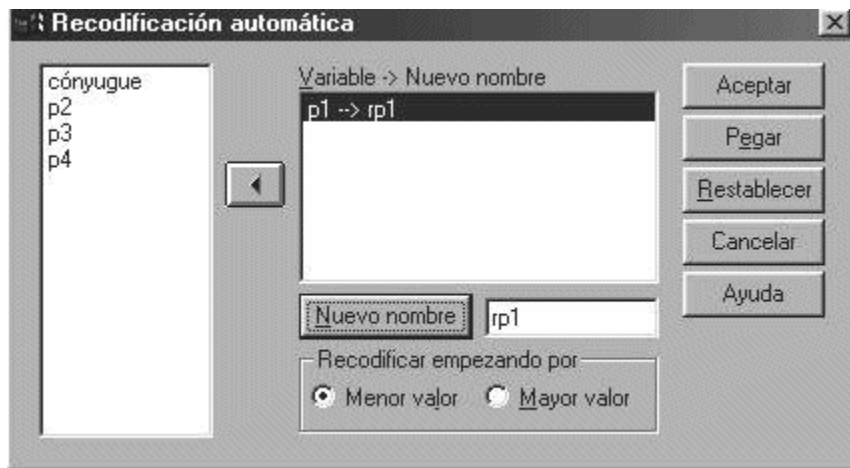 Recodificación automática
cónyugue
p2
p3
p4
Variable -> Nuevo nombre
p1 --> rp1
Nuevo nombre
rp1
Recodificar empezando por
Menor valor
Mayor valor
Aceptar
Pegar
Restablecer
Cancelar
Ayuda